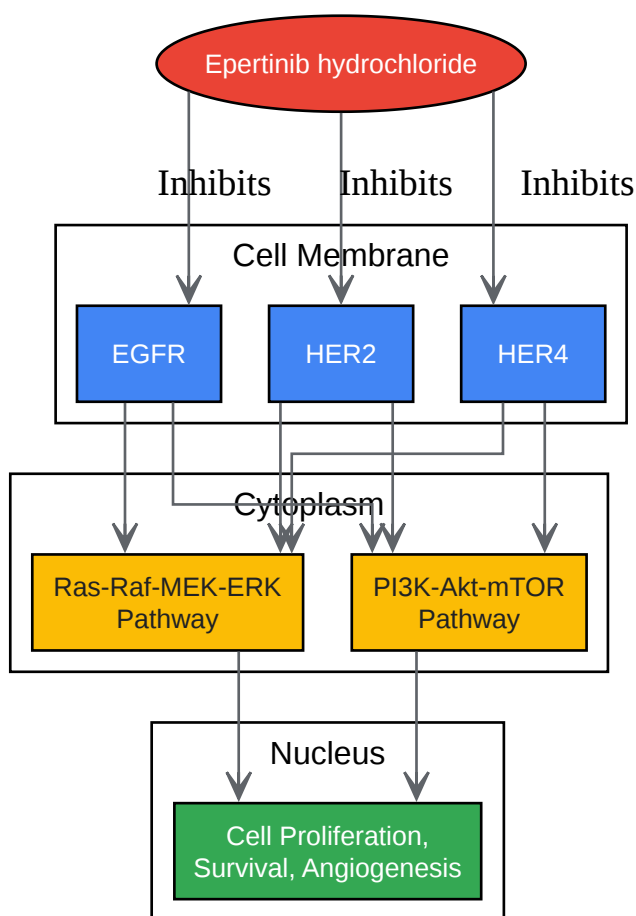 Epertinib hydrochloride
Inhibits Inhibits Inhibits
Cell Membrane
EGFR HER2 HER4
Cytoplasm
Ras-Raf-MEK-ERK
Pathway
PI3K-Akt-mTOR
Pathway
Nucleus
Cell Proliferation,
Survival, Angiogenesis